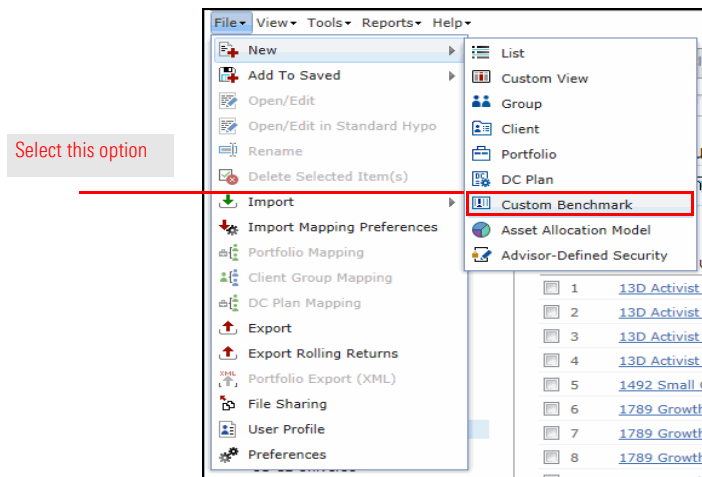 File View Tools Reports Help
New
Add To Saved
Open/Edit
Open/Edit in Standard Hypo
Rename
Delete Selected Item(s)
Import
Import Mapping Preferences
Portfolio Mapping
Client Group Mapping
DC Plan Mapping
Export
Export Rolling Returns
XML
Portfolio Export (XML)
File Sharing
User Profile
Preferences
List
Custom View
Group
Client
Portfolio
DC
DC Plan
Custom Benchmark
Asset Allocation Model
Advisor-Defined Security
Select this option
1 13D Activist
2 13D Activist
3 13D Activist
4 13D Activist
5 1492 Small
6 1789 Growth
7 1789 Growth
8 1789 Growth